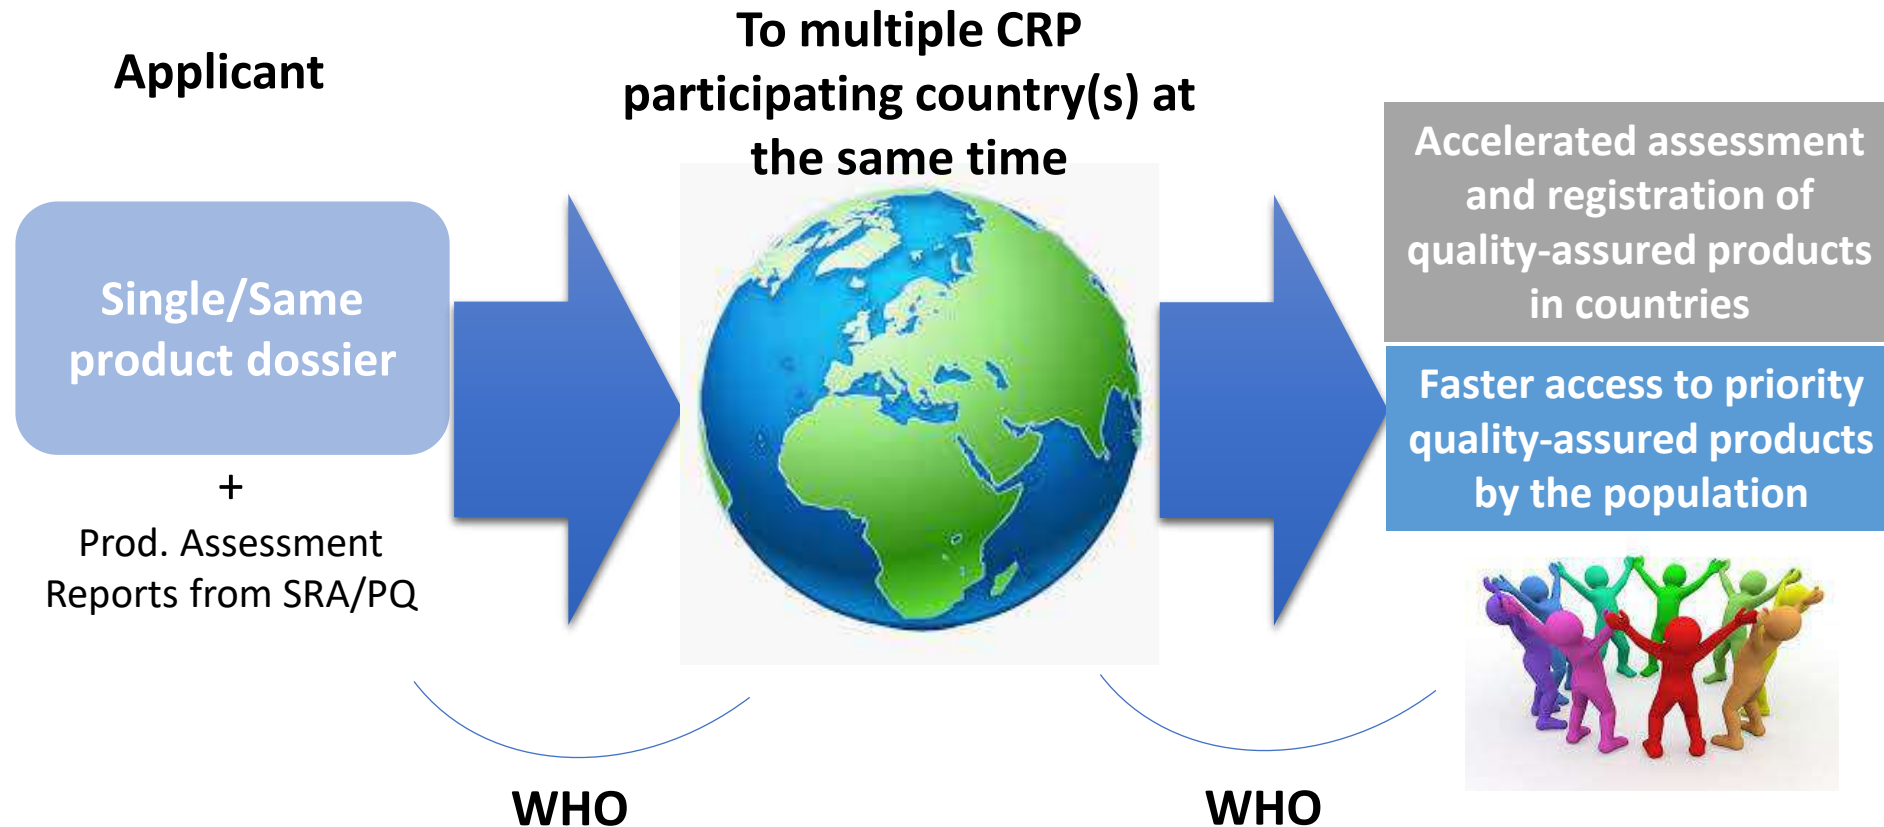 Applicant
Single/Same
product dossier
+
Prod. Assessment
Reports from SRA/PQ
To multiple CRP
participating country(s) at
the same time
Accelerated assessment
and registration of
quality-assured products
in countries
Faster access to priority
quality-assured products
by the population
WHO
WHO